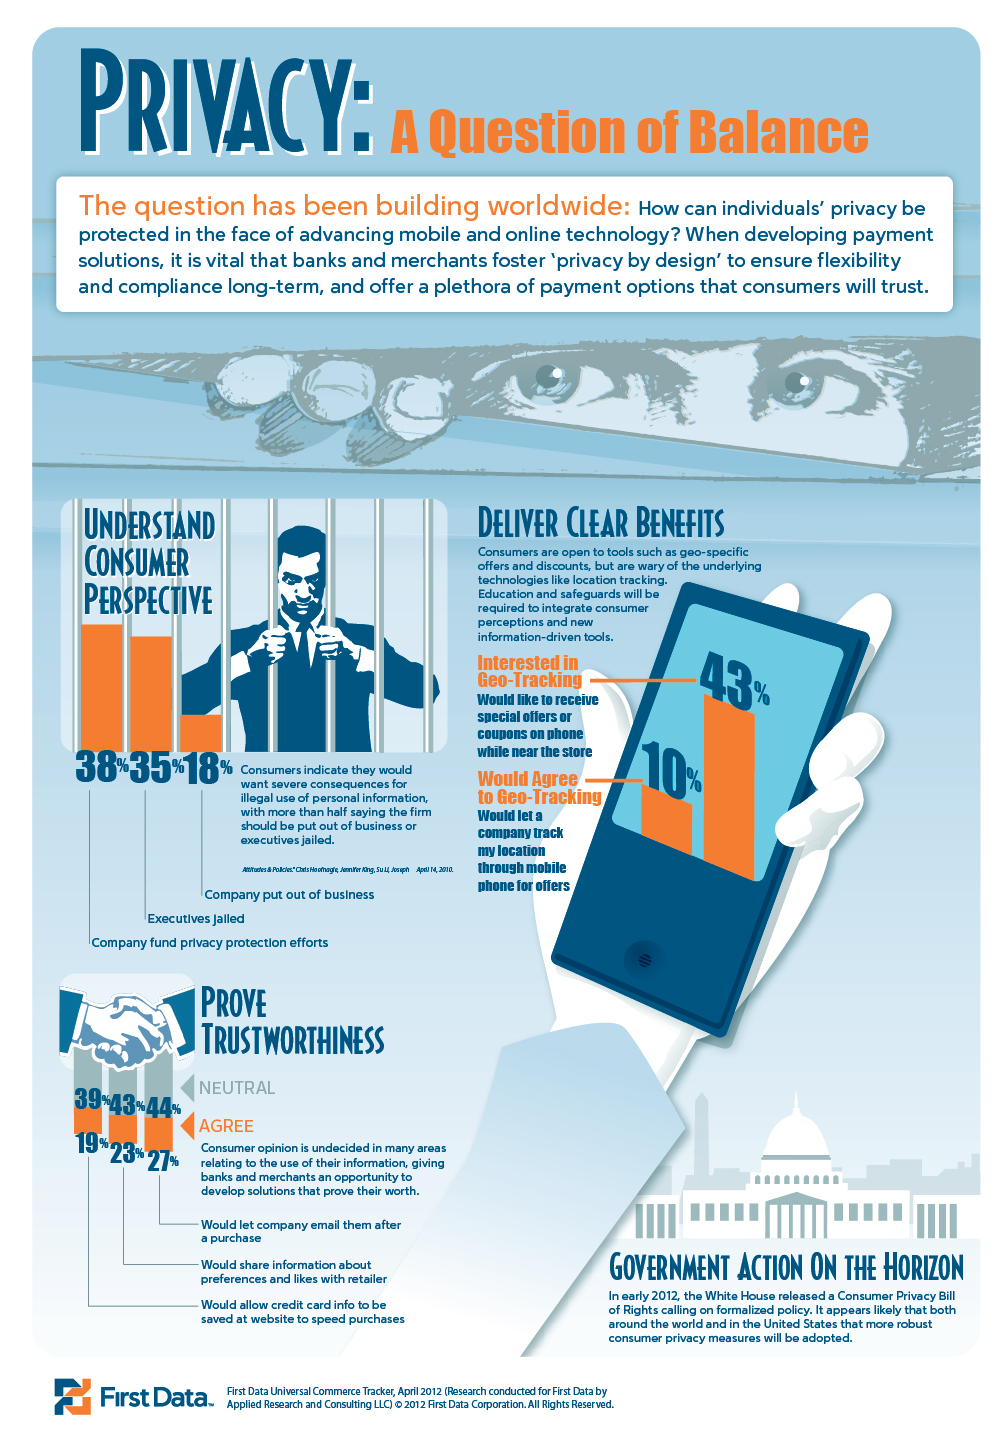 PRIVACY: A Question of Balance
The question has been building worldwide: How can individuals' privacy be
protected in the face of advancing mobile and online technology? When developing payment
solutions, it is vital that banks and merchants foster 'privacy by design' to ensure flexibility
and compliance long-term, and offer a plethora of payment options that consumers will trust.
UNDERSTAND
CONSUMER
PERSPECTIVE
38% 35% 18%
Consumers indicate they would
want severe consequences for
illegal use of personal information,
with more than half saying the firm
should be put out of business or
executives jailed.
Attitudes & Policies." Chris Hoofnagle, Jennifer King, Su Li, Joseph April 14, 2010.
Company put out of business
Executives jailed
Company fund privacy protection efforts
DELIVER CLEAR BENEFITS
Consumers are open to tools such as geo-specific
offers and discounts, but are wary of the underlying
technologies like location tracking.
Education and safeguards will be
required to integrate consumer
perceptions and new
information-driven tools.
Interested in
Geo-Tracking
Would like to receive
special offers or
coupons on phone
while near the store
43%
Would Agree
to Geo-Tracking
Would let a
company track
my location
through mobile
phone for offers
10%
PROVE
TRUSTWORTHINESS
NEUTRAL
39% 43% 44%
AGREE
19% 23% 27%
Consumer opinion is undecided in many areas
relating to the use of their information, giving
banks and merchants an opportunity to
develop solutions that prove their worth.
Would let company email them after
a purchase
Would share information about
preferences and likes with retailer
Would allow credit card info to be
saved at website to speed purchases
GOVERNMENT ACTION ON THE HORIZON
In early 2012, the White House released a Consumer Privacy Bill
of Rights calling on formalized policy. It appears likely that both
around the world and in the United States that more robust
consumer privacy measures will be adopted.
First Data™
First Data Universal Commerce Tracker, April 2012 (Research conducted for First Data by
Applied Research and Consulting LLC) © 2012 First Data Corporation. All Rights Reserved.